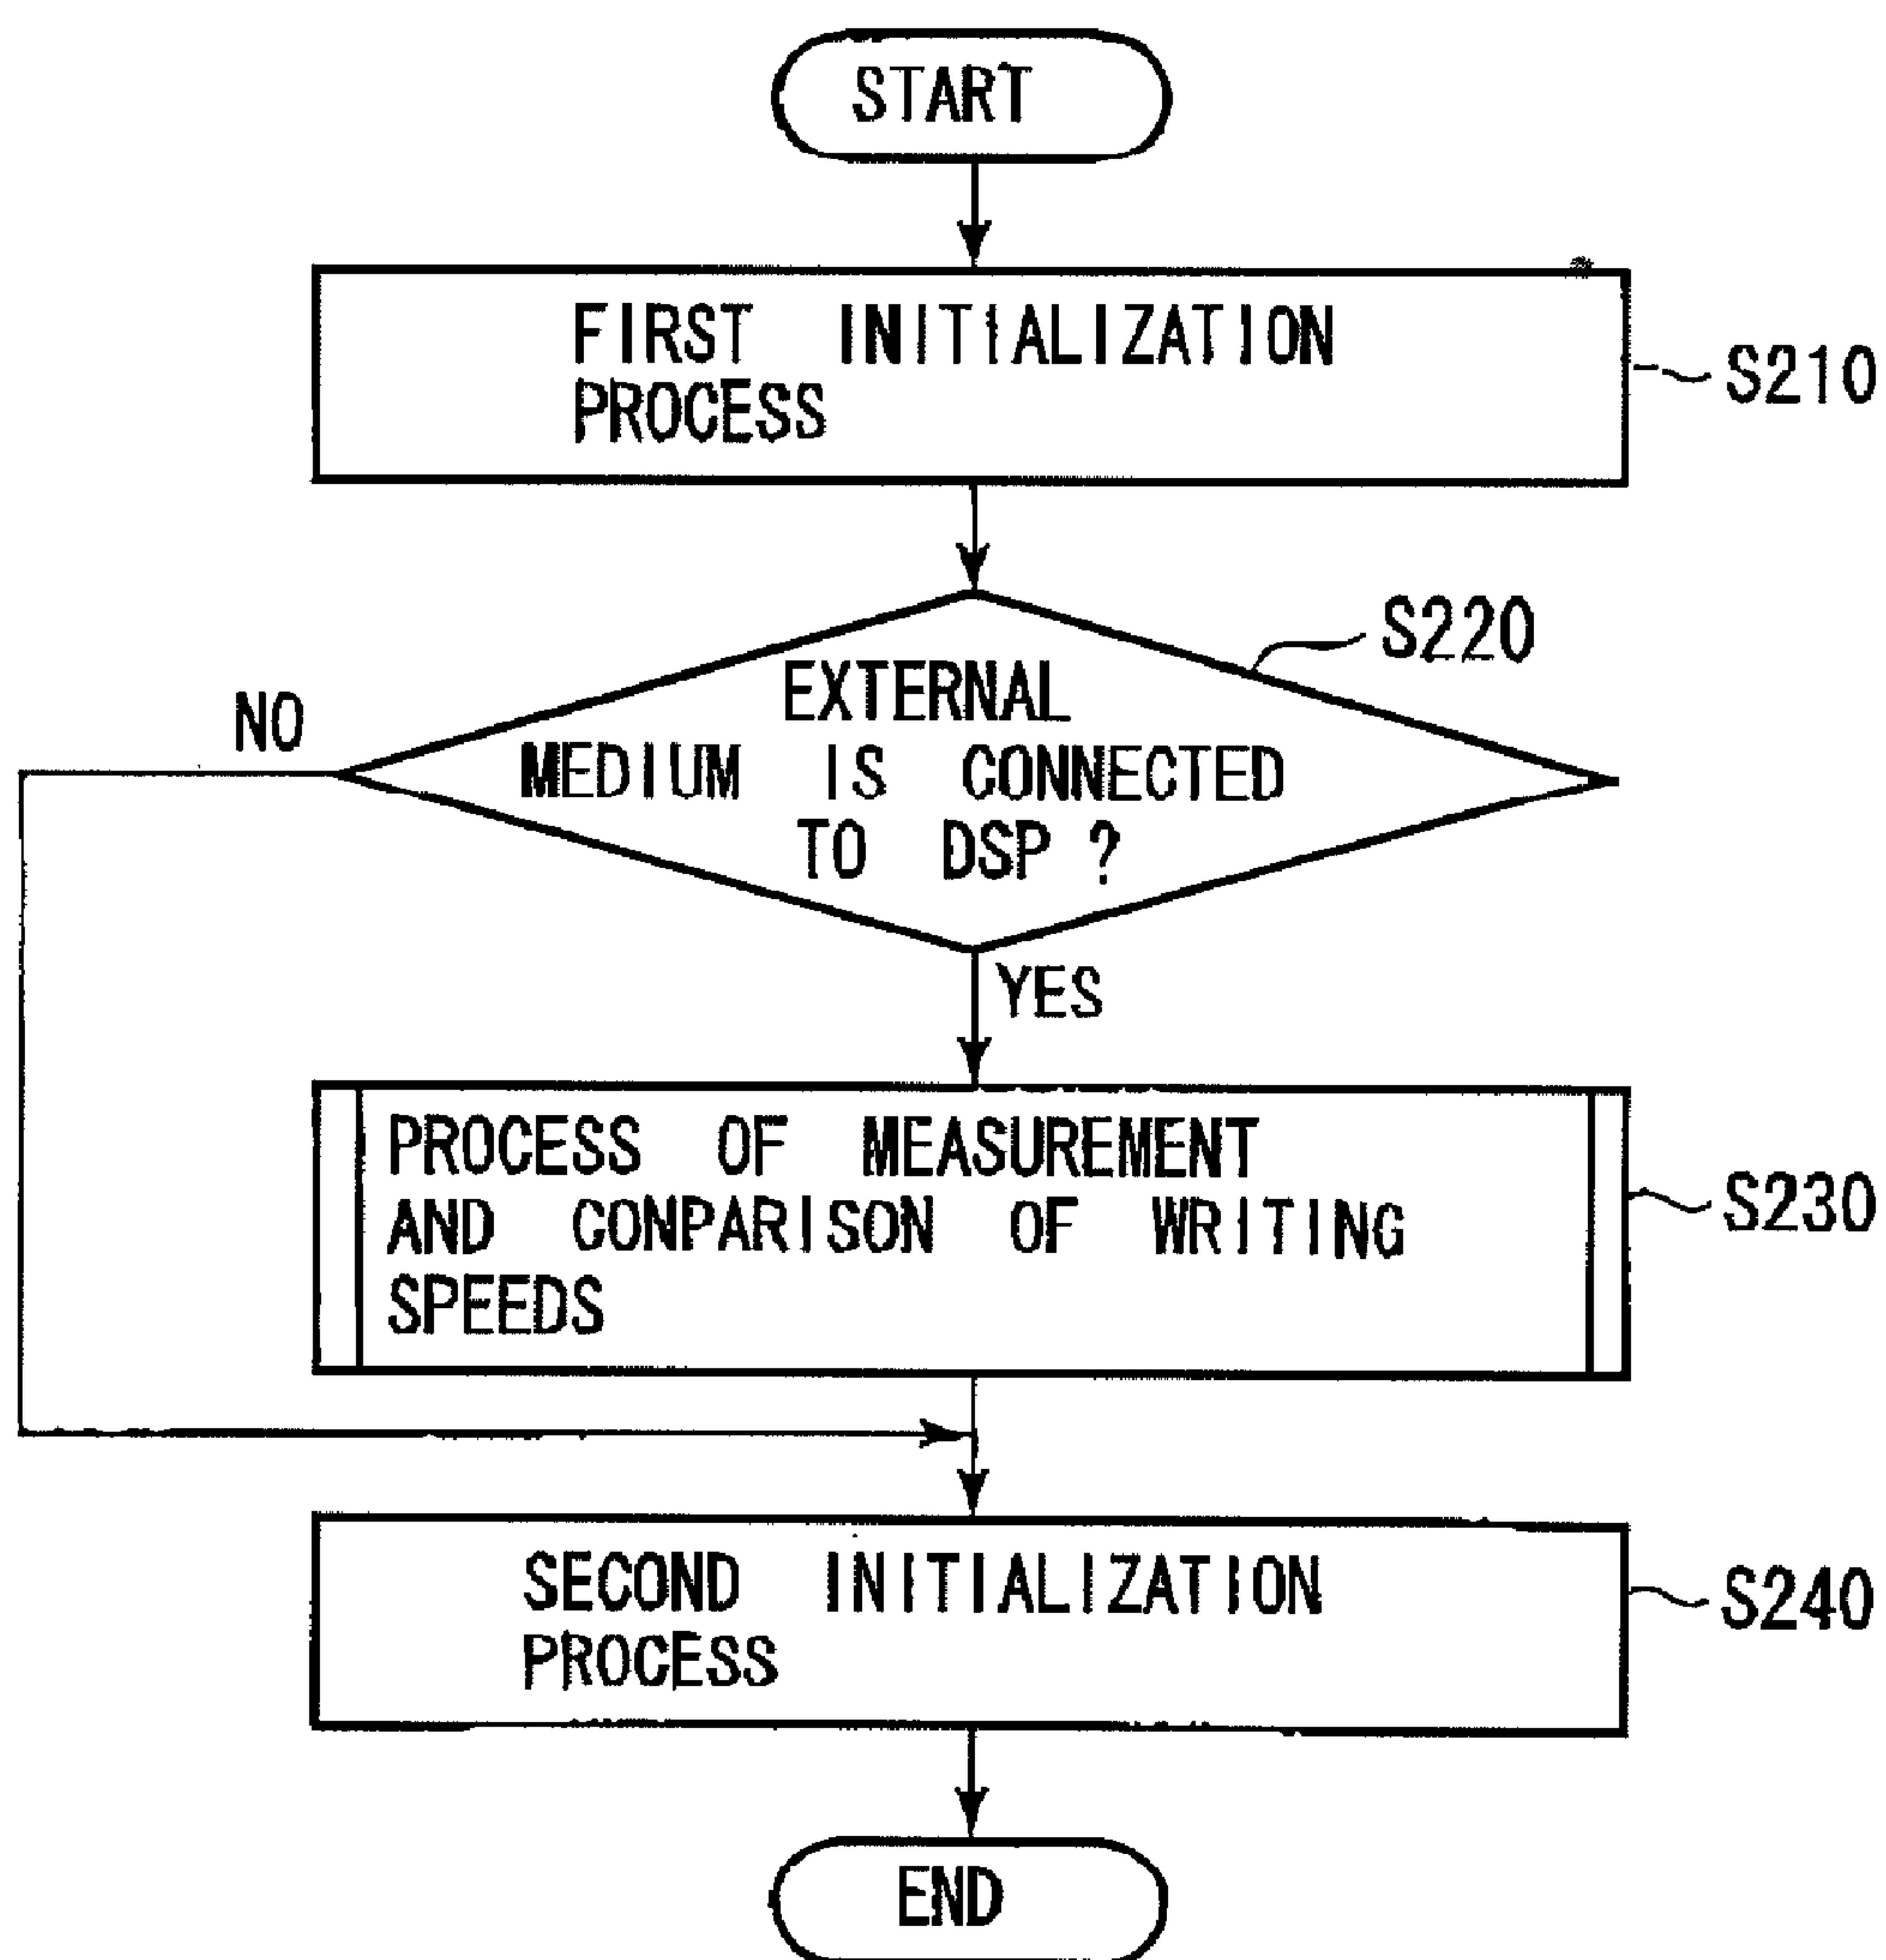 START
FIRST INITIALIZATION
PROCESS
S210
S220
EXTERNAL
MEDIUM IS CONNECTED
TO DSP ?
NO
YES
PROCESS OF MEASUREMENT
AND CONPARISON OF WRITING
SPEEDS
S230
SECOND INITIALIZATION
PROCESS
S240
END